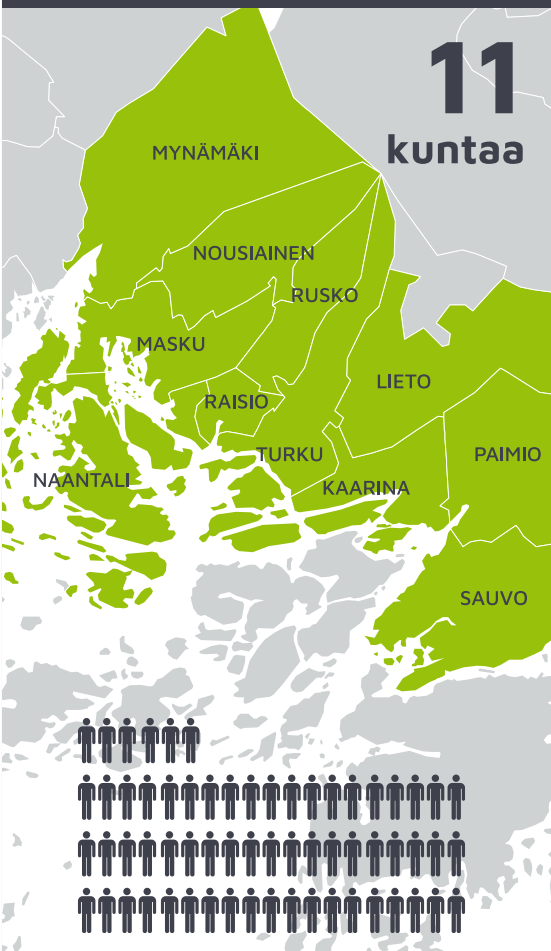 11
kuntaa
MYNÄMÄKI
NOUSIAINEN
RUSKO
MASKU
LIETO
RAISIO
TURKU
PAIMIO
NAANTALI
KAARINA
SAUVO